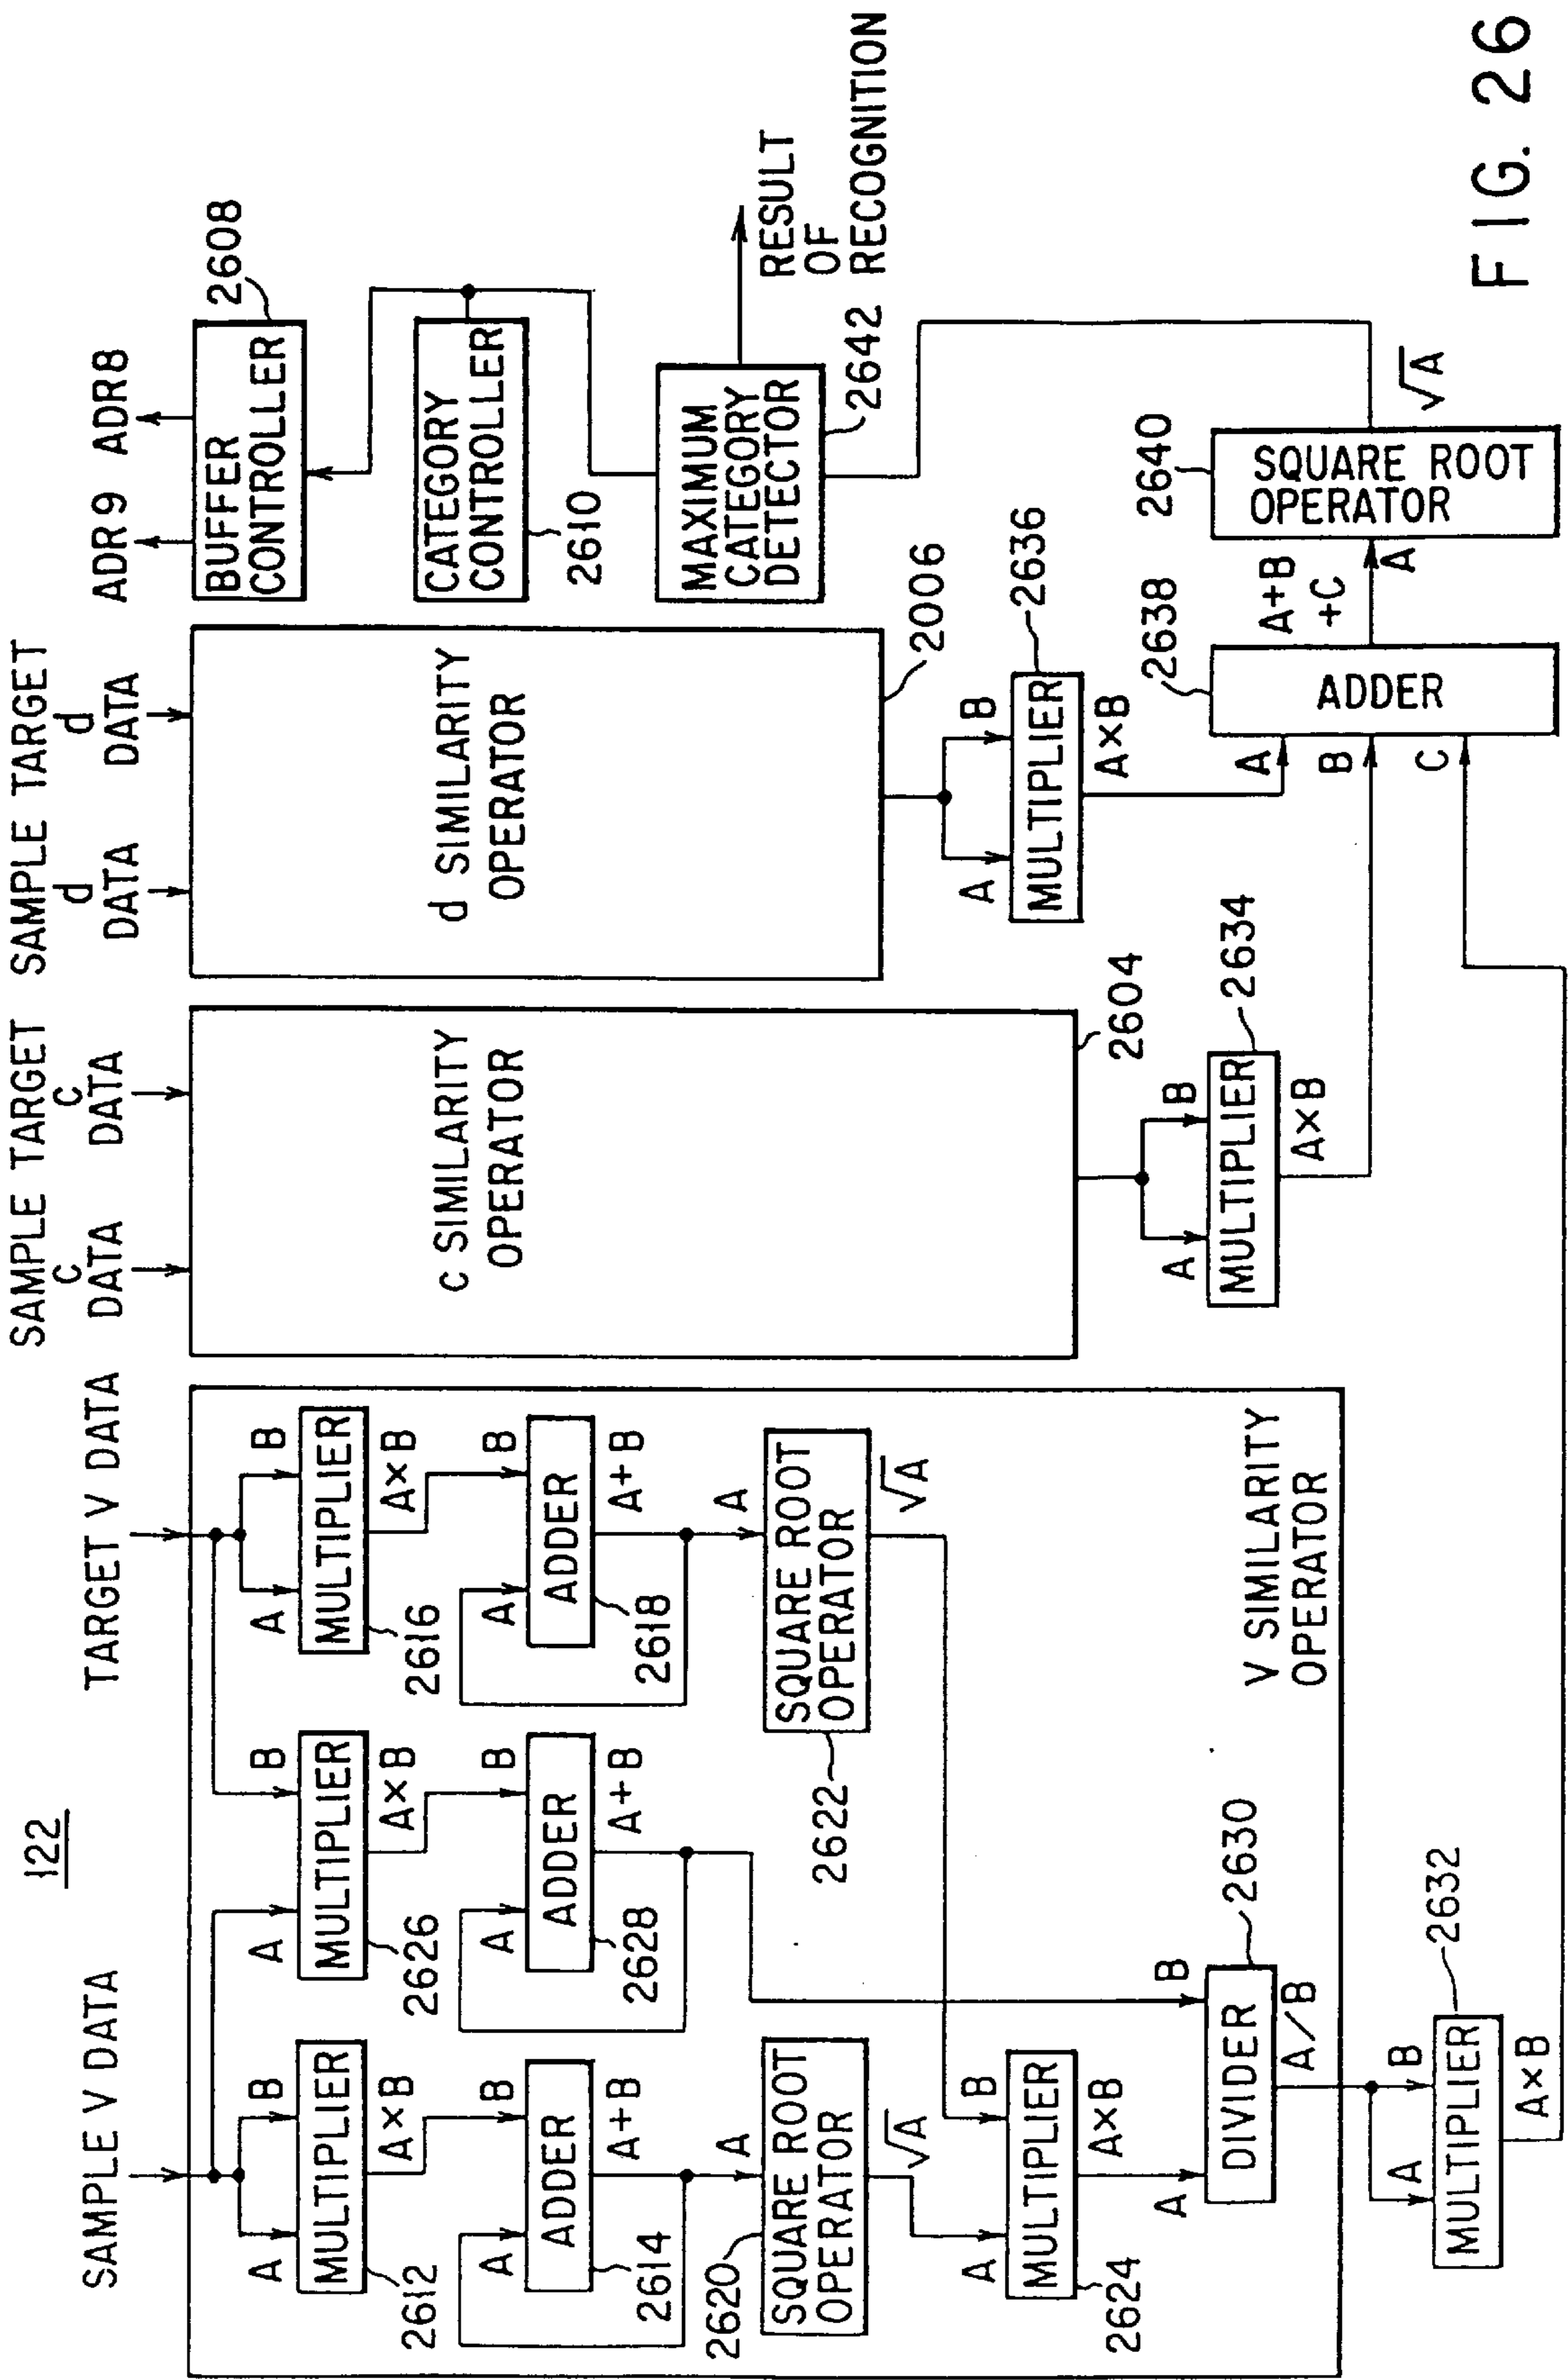 122
SAMPLE V DATA
TARGET V DATA
SAMPLE TARGET
c c
DATA DATA
SAMPLE TARGET
d d
DATA DATA
ADR9 ADR8
A B
MULTIPLIER
2612
A×B
A B
ADDER
2614
A+B
A
SQUARE ROOT
OPERATOR
2620
√A
A B
MULTIPLIER
2626
A×B
A B
ADDER
2628
A+B
A B
MULTIPLIER
2616
A×B
A B
ADDER
2618
A+B
A
SQUARE ROOT
OPERATOR
2622
√A
A B
MULTIPLIER
2624
A×B
A B
DIVIDER
2630
A/B
V SIMILARITY
OPERATOR
A B
MULTIPLIER
2632
A×B
c SIMILARITY
OPERATOR
2604
A B
MULTIPLIER
2634
A×B
d SIMILARITY
OPERATOR
2006
A B
MULTIPLIER
2636
A×B
BUFFER
CONTROLLER
2608
CATEGORY
CONTROLLER
2610
MAXIMUM
CATEGORY
DETECTOR
2642
RESULT
OF
RECOGNITION
A
B
C
ADDER
2638
A+B
+C
A
SQUARE ROOT
OPERATOR
2640
√A
FIG. 26